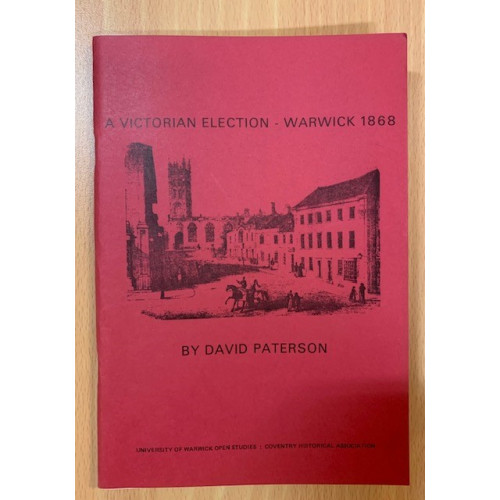 A VICTORIAN ELECTION - WARWICK 1868
BY DAVID PATERSON
UNIVERSITY OF WARWICK OPEN STUDIES / COVENTRY HISTORICAL ASSOCIATION